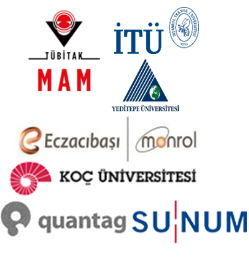 TÜBİTAK
MAM
İTÜ
YEDİTEPE ÜNİVERSİTESİ
Eczacıbaşı monrol
KOÇ ÜNİVERSİTESİ
quantag SUNUM